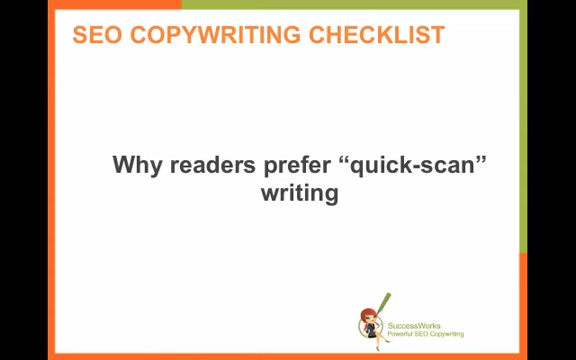 SEO COPYWRITING CHECKLIST
Why readers prefer “quick-scan”
writing
SuccessWorks
Powerful SEO Copywriting